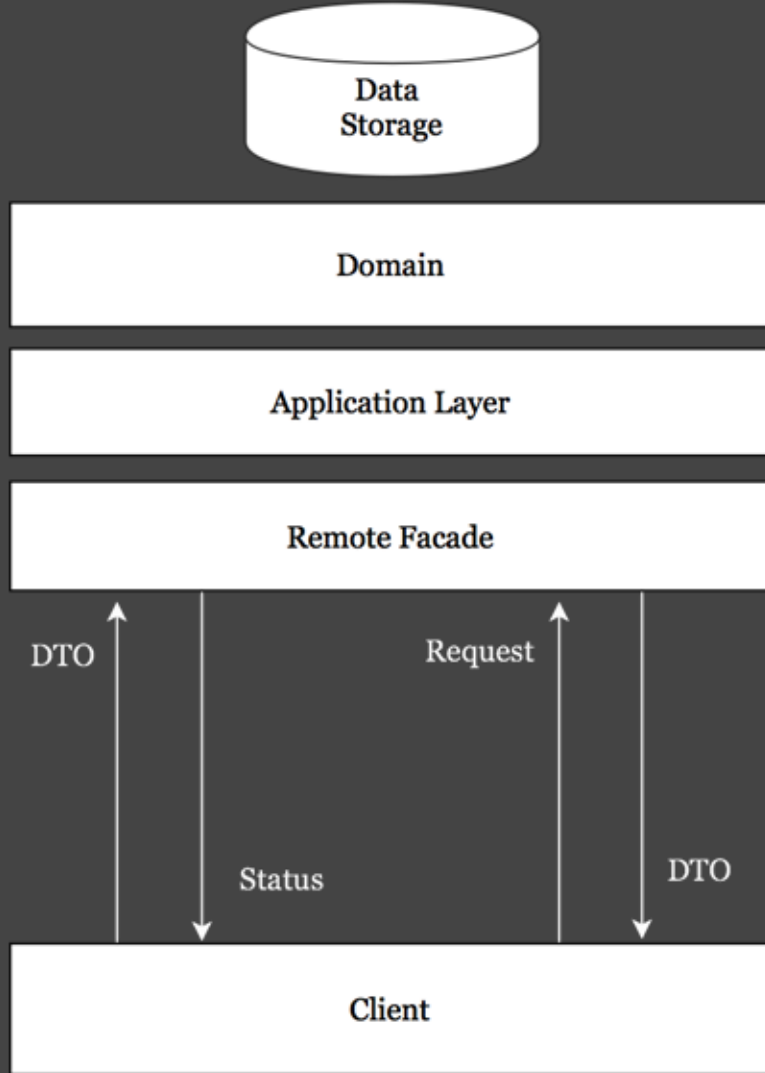 Data
Storage
Domain
Application Layer
Remote Facade
DTO
Request
Status
DTO
Client